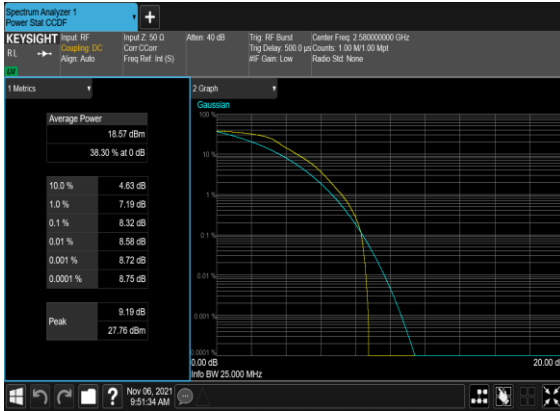 Spectrum Analyzer 1
Power Stat CCDF
KEYSIGHT
RL
Input: RF
Coupling: DC
Align: Auto
Input Z: 50 Ω
Corr CCorr
Freq Ref: Int (S)
Atten: 40 dB
Trig: RF Burst
Trig Delay: 500.0 µs
#IF Gain: Low
Center Freq: 2.580000000 GHz
Counts: 1.00 M/1.00 Mpt
Radio Std: None
1 Metrics
Average Power
18.57 dBm
38.30 % at 0 dB
10.0 % 4.63 dB
1.0 % 7.19 dB
0.1 % 8.32 dB
0.01 % 8.58 dB
0.001 % 8.72 dB
0.0001 % 8.75 dB
Peak
9.19 dB
27.76 dBm
2 Graph
Gaussian
100 %
10 %
1 %
0.1 %
0.01 %
0.001 %
0.0001 %
0.00 dB
20.00 d
Info BW 25.000 MHz
?
Nov 06, 2021
9:51:34 AM